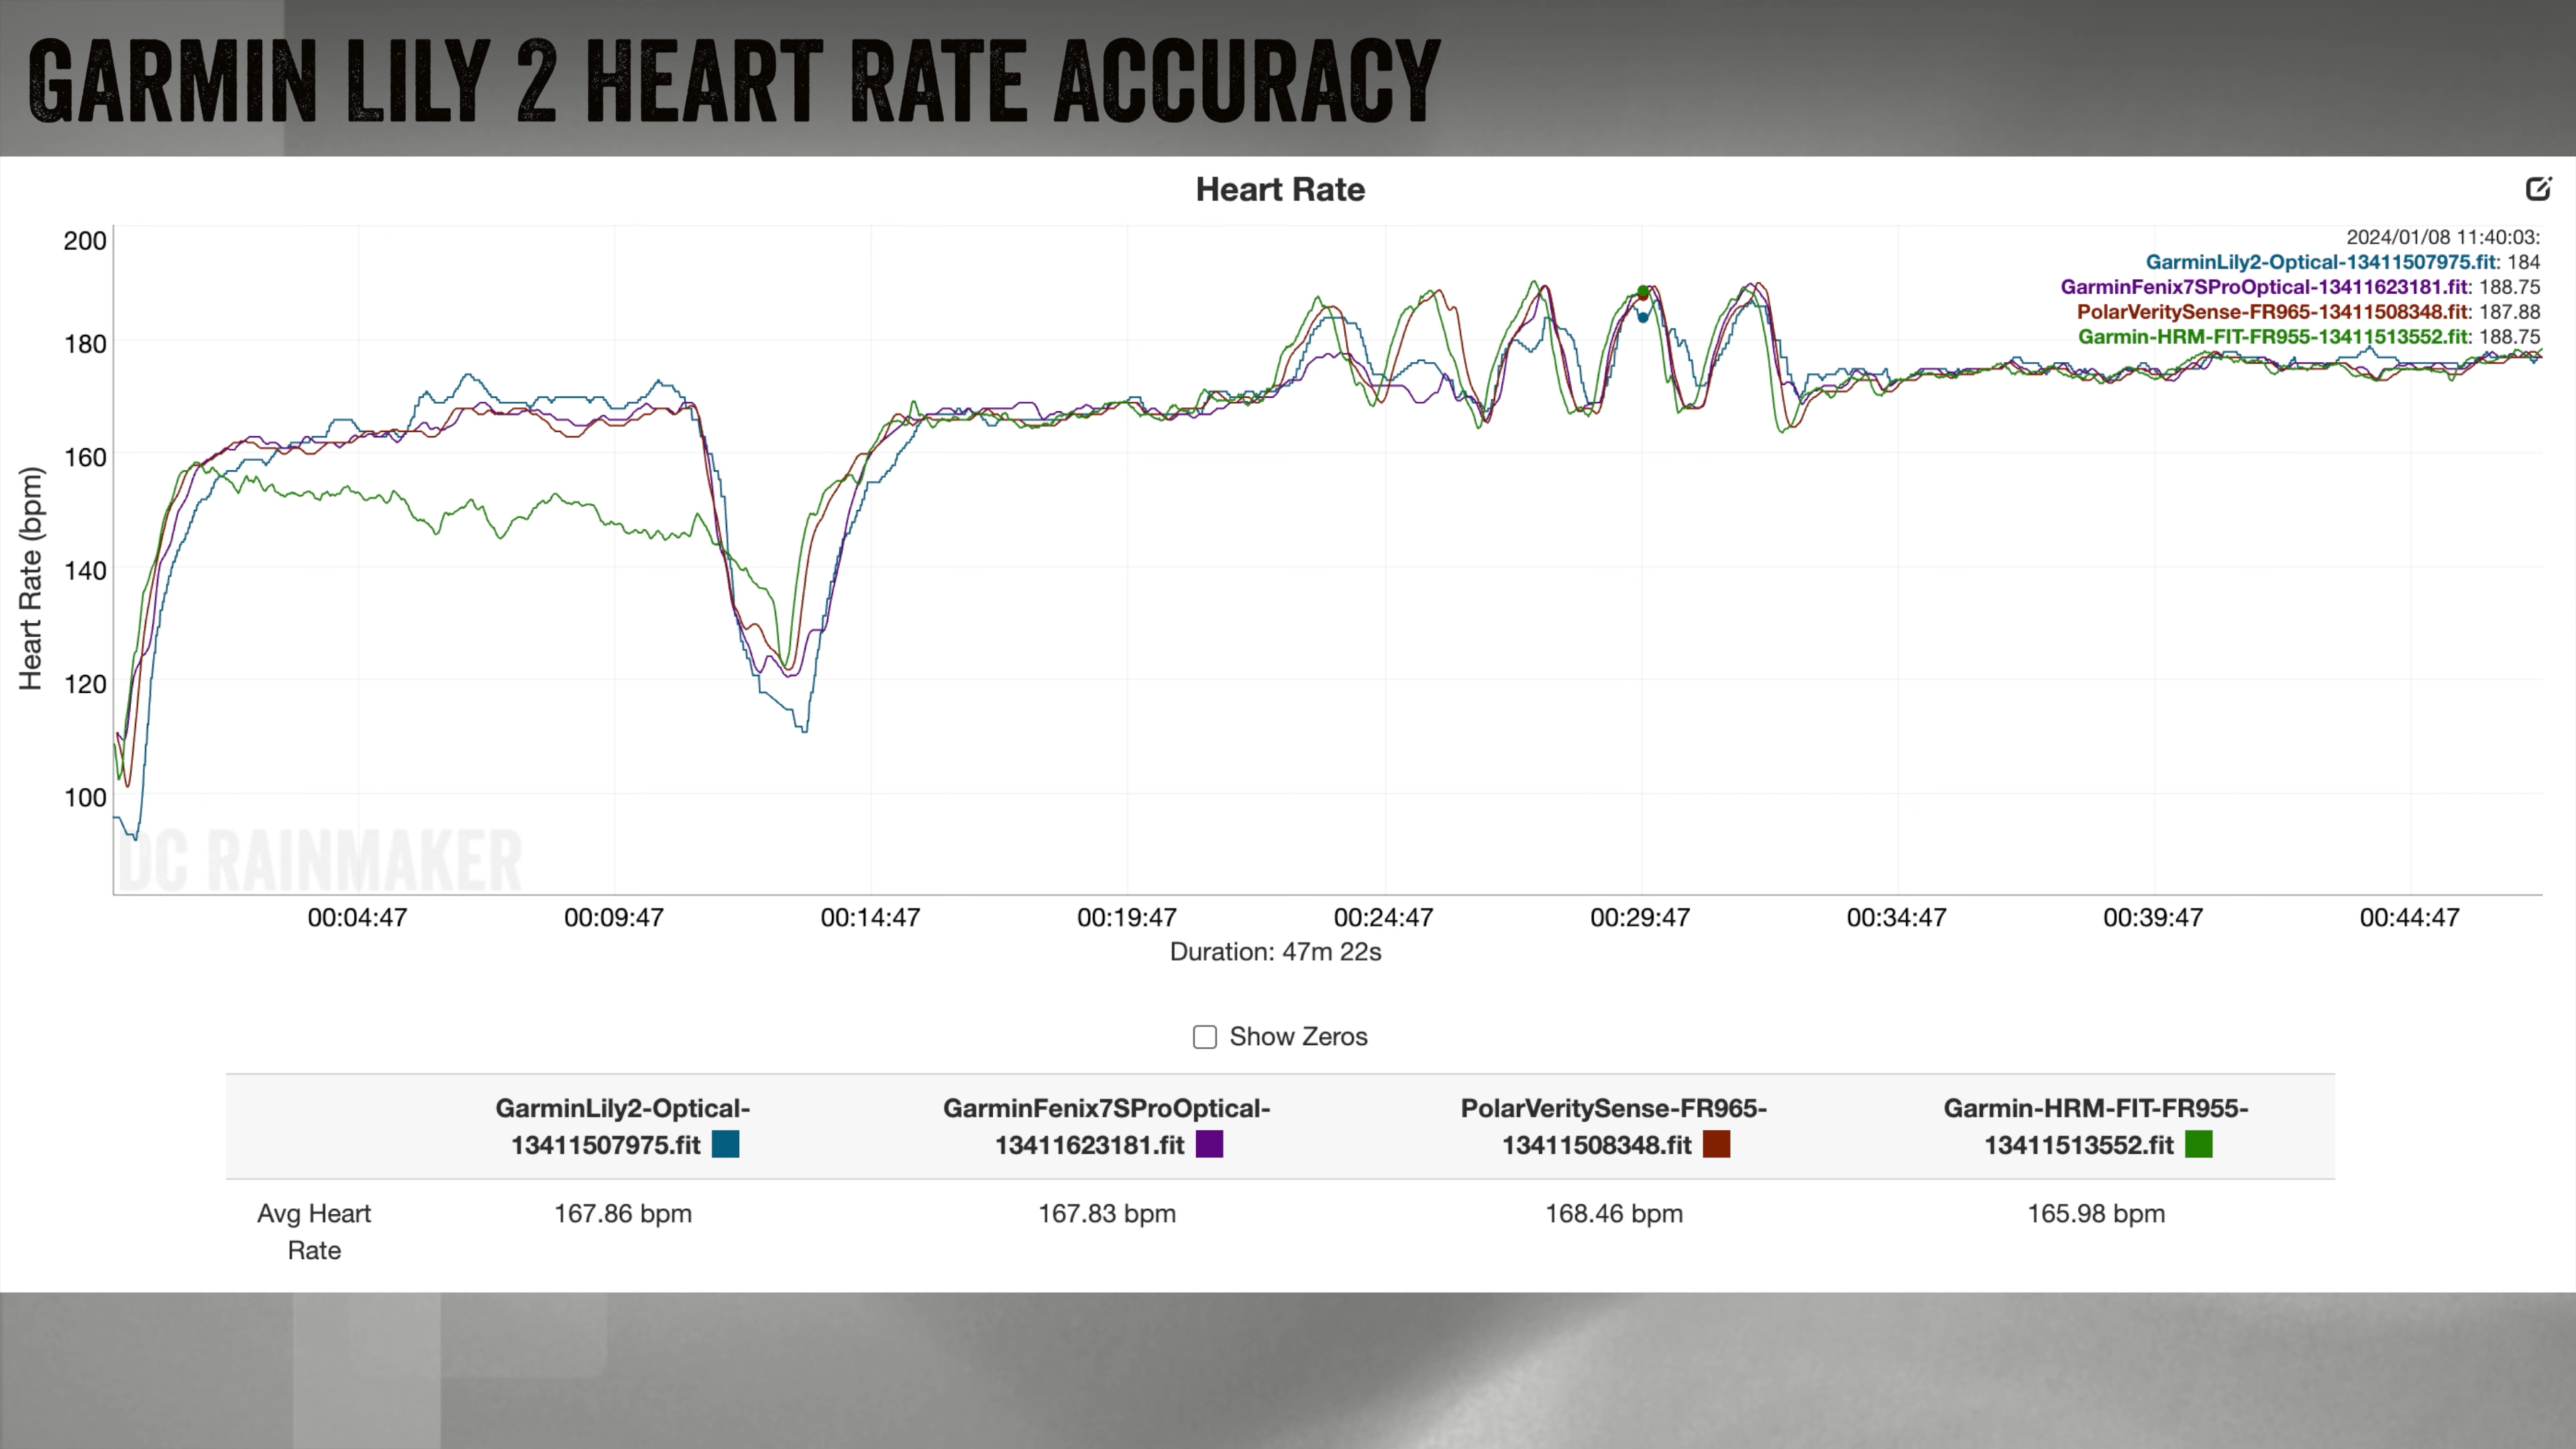 GARMIN LILY 2 HEART RATE ACCURACY
Heart Rate
2024/01/08 11:40:03:
GarminLily2-Optical-13411507975.fit: 184
GarminFenix7SProOptical-13411623181.fit: 188.75
PolarVeritySense-FR965-13411508348.fit: 187.88
Garmin-HRM-FIT-FR955-13411513552.fit: 188.75
200
180
160
140
120
100
Heart Rate (bpm)
DC RAINMAKER
00:04:47 00:09:47 00:14:47 00:19:47 00:24:47 00:29:47 00:34:47 00:39:47 00:44:47
Duration: 47m 22s
Show Zeros
GarminLily2-Optical- GarminFenix7SProOptical- PolarVeritySense-FR965- Garmin-HRM-FIT-FR955-
13411507975.fit 13411623181.fit 13411508348.fit 13411513552.fit
Avg Heart 167.86 bpm 167.83 bpm 168.46 bpm 165.98 bpm
Rate